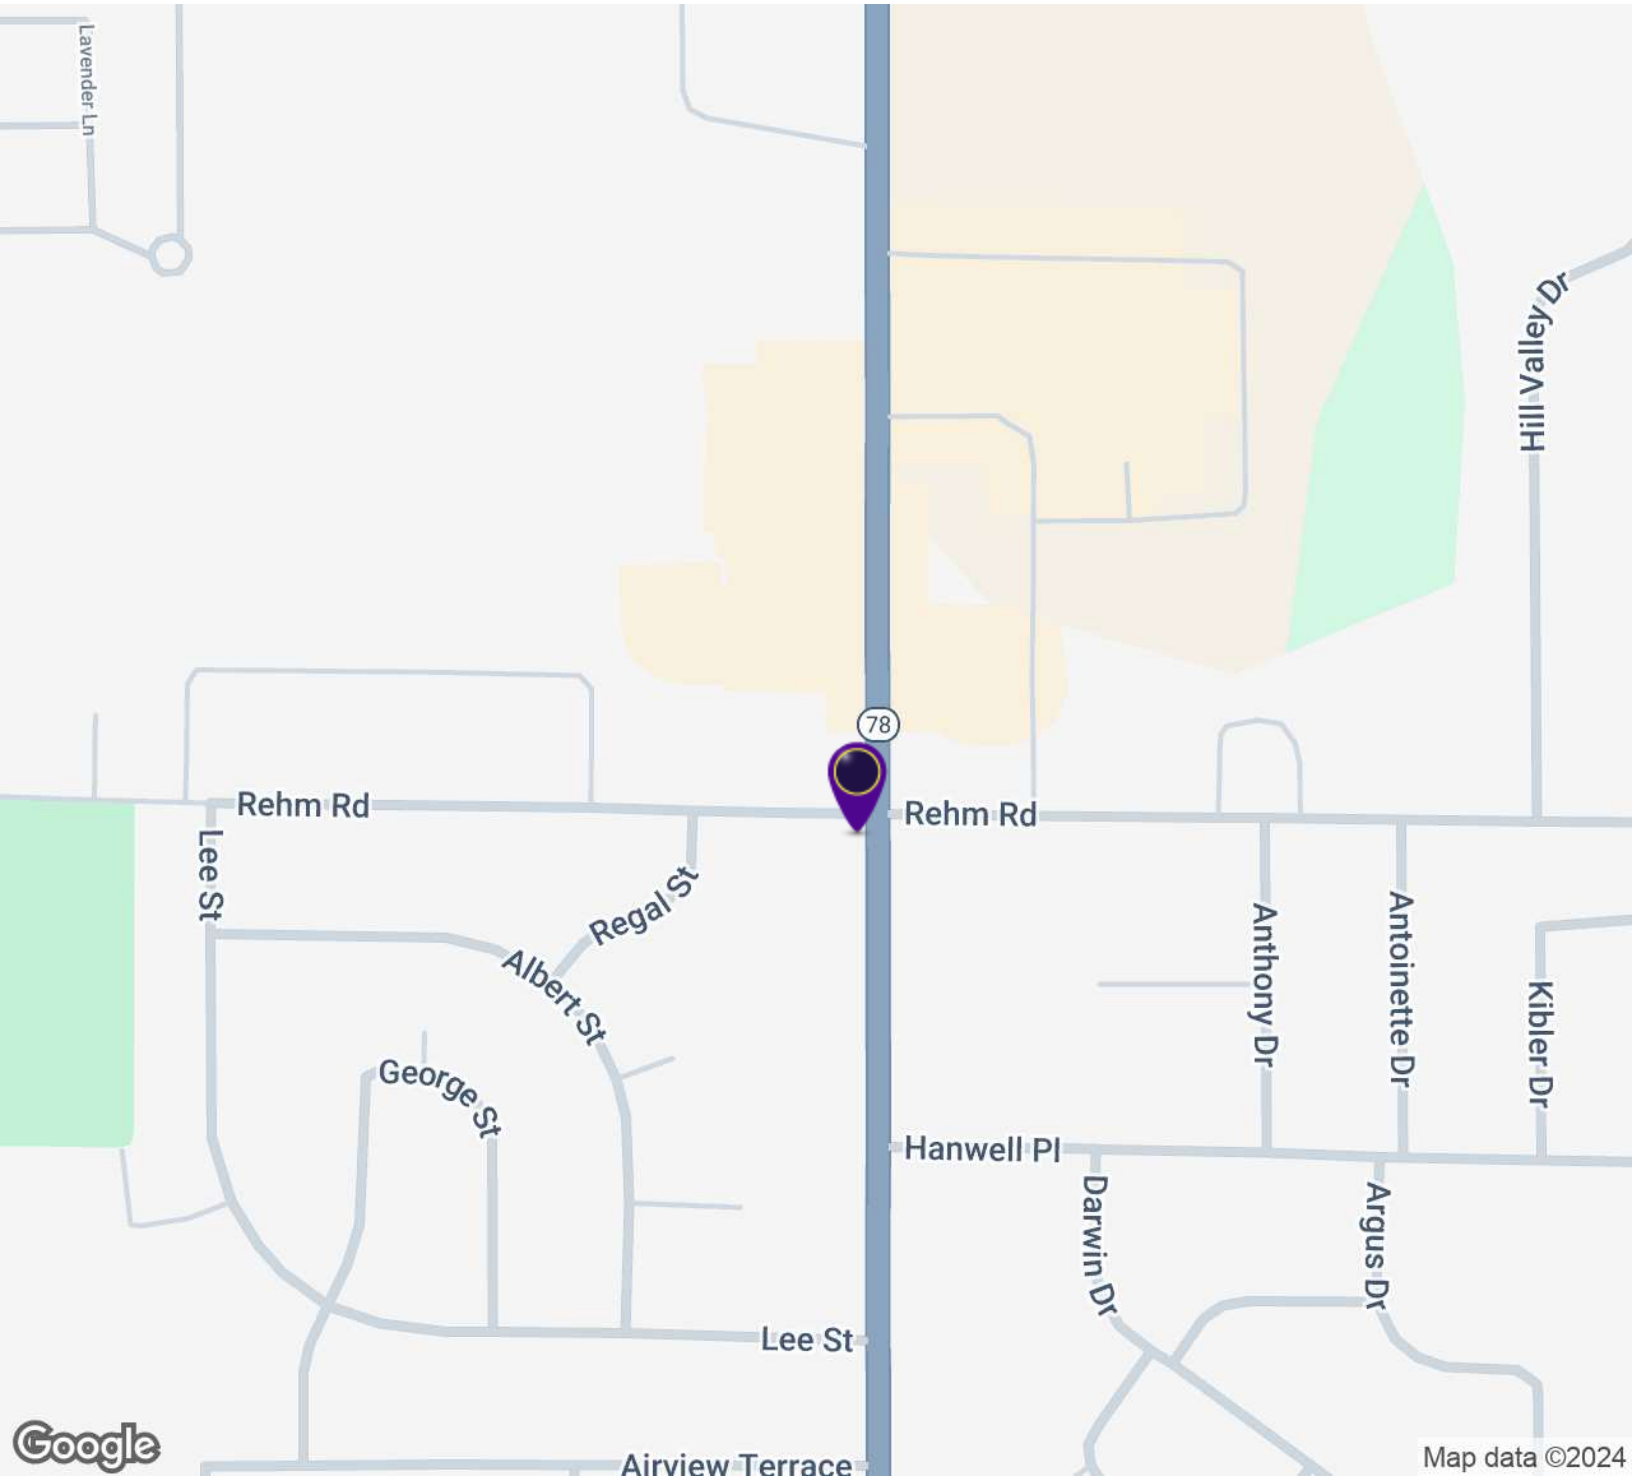 Lavender Ln
Hill Valley Dr
78
Rehm Rd
Rehm Rd
Lee St
Regal St
Albert St
George St
Anthony Dr
Antoinette Dr
Kibler Dr
Hanwell Pl
Darwin Dr
Argus Dr
Lee St
Google
Airview Terrace
Map data ©2024